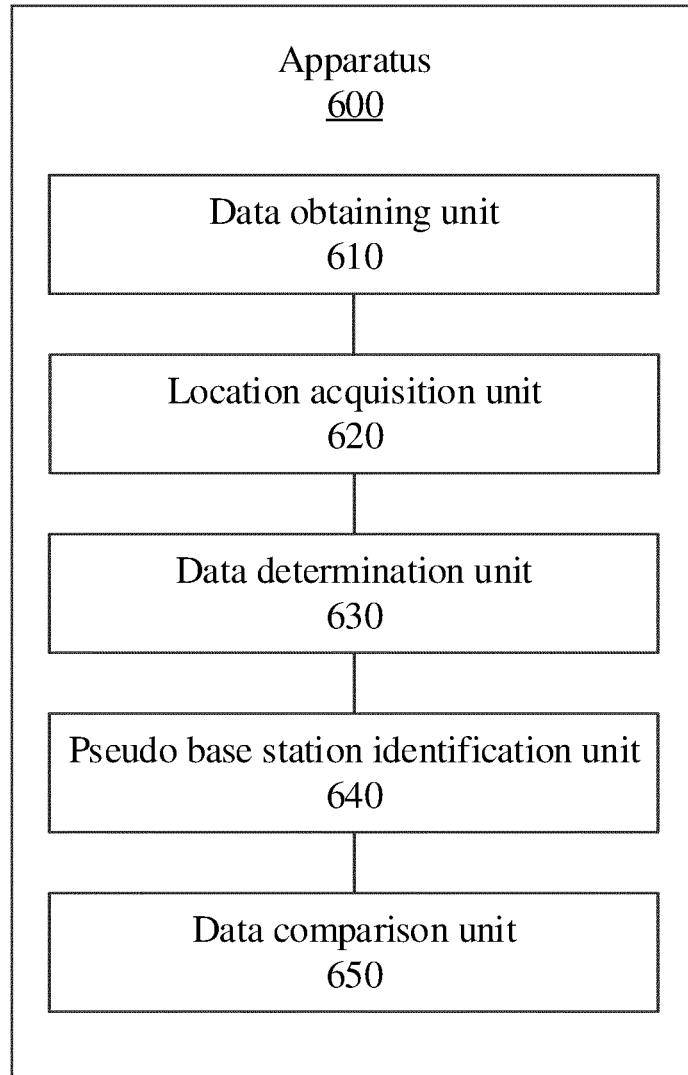 Apparatus
600
Data obtaining unit
610
Location acquisition unit
620
Data determination unit
630
Pseudo base station identification unit
640
Data comparison unit
650